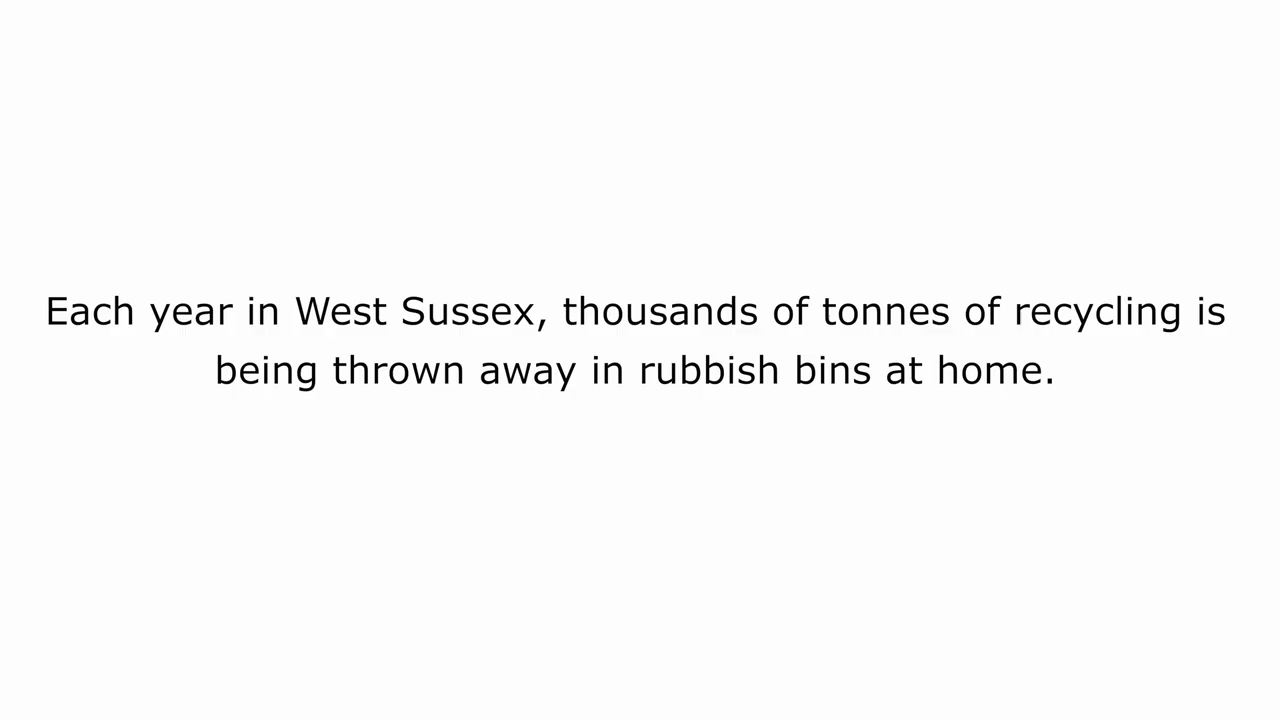 Each year in West Sussex, thousands of tonnes of recycling is
being thrown away in rubbish bins at home.